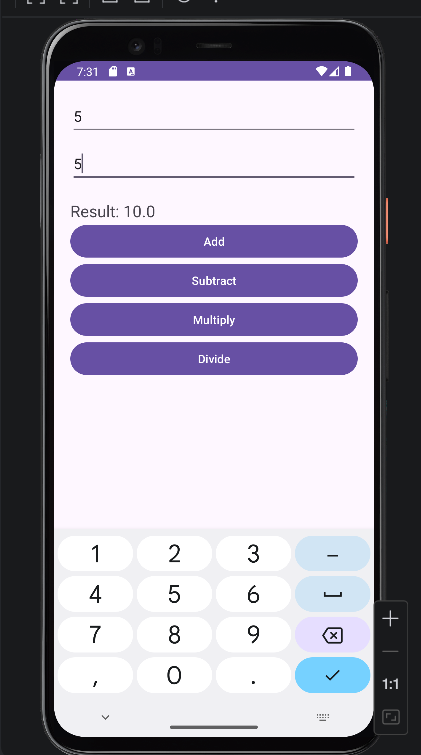 7:31
5
5
Result: 10.0
Add
Subtract
Multiply
Divide
1 2 3 –
4 5 6
7 8 9
, 0 .
1:1